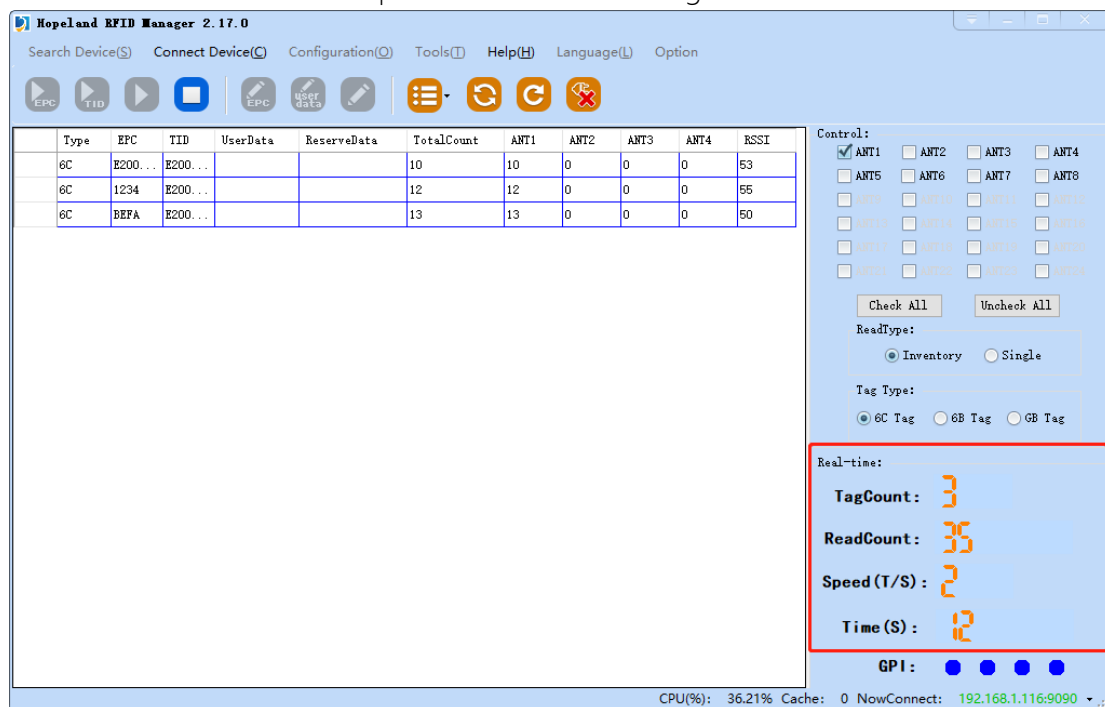 Hopeland RFID Manager 2.17.0
Search Device(S) Connect Device(C) Configuration(O) Tools(T) Help(H) Language(L) Option
EPC TID EPC user data
Type EPC TID UserData ReserveData TotalCount ANT1 ANT2 ANT3 ANT4 RSSI
6C E200... E200... 10 10 0 0 0 53
6C 1234 E200... 12 12 0 0 0 55
6C BEFA E200... 13 13 0 0 0 50
Control:
ANT1 ANT2 ANT3 ANT4
ANT5 ANT6 ANT7 ANT8
Check All Uncheck All
ReadType:
Inventory Single
Tag Type:
6C Tag 6B Tag GB Tag
Real-time:
TagCount: 3
ReadCount: 35
Speed(T/S): 2
Time(S): 12
GPI:
CPU(%): 36.21% Cache: 0 NowConnect: 192.168.1.116:9090